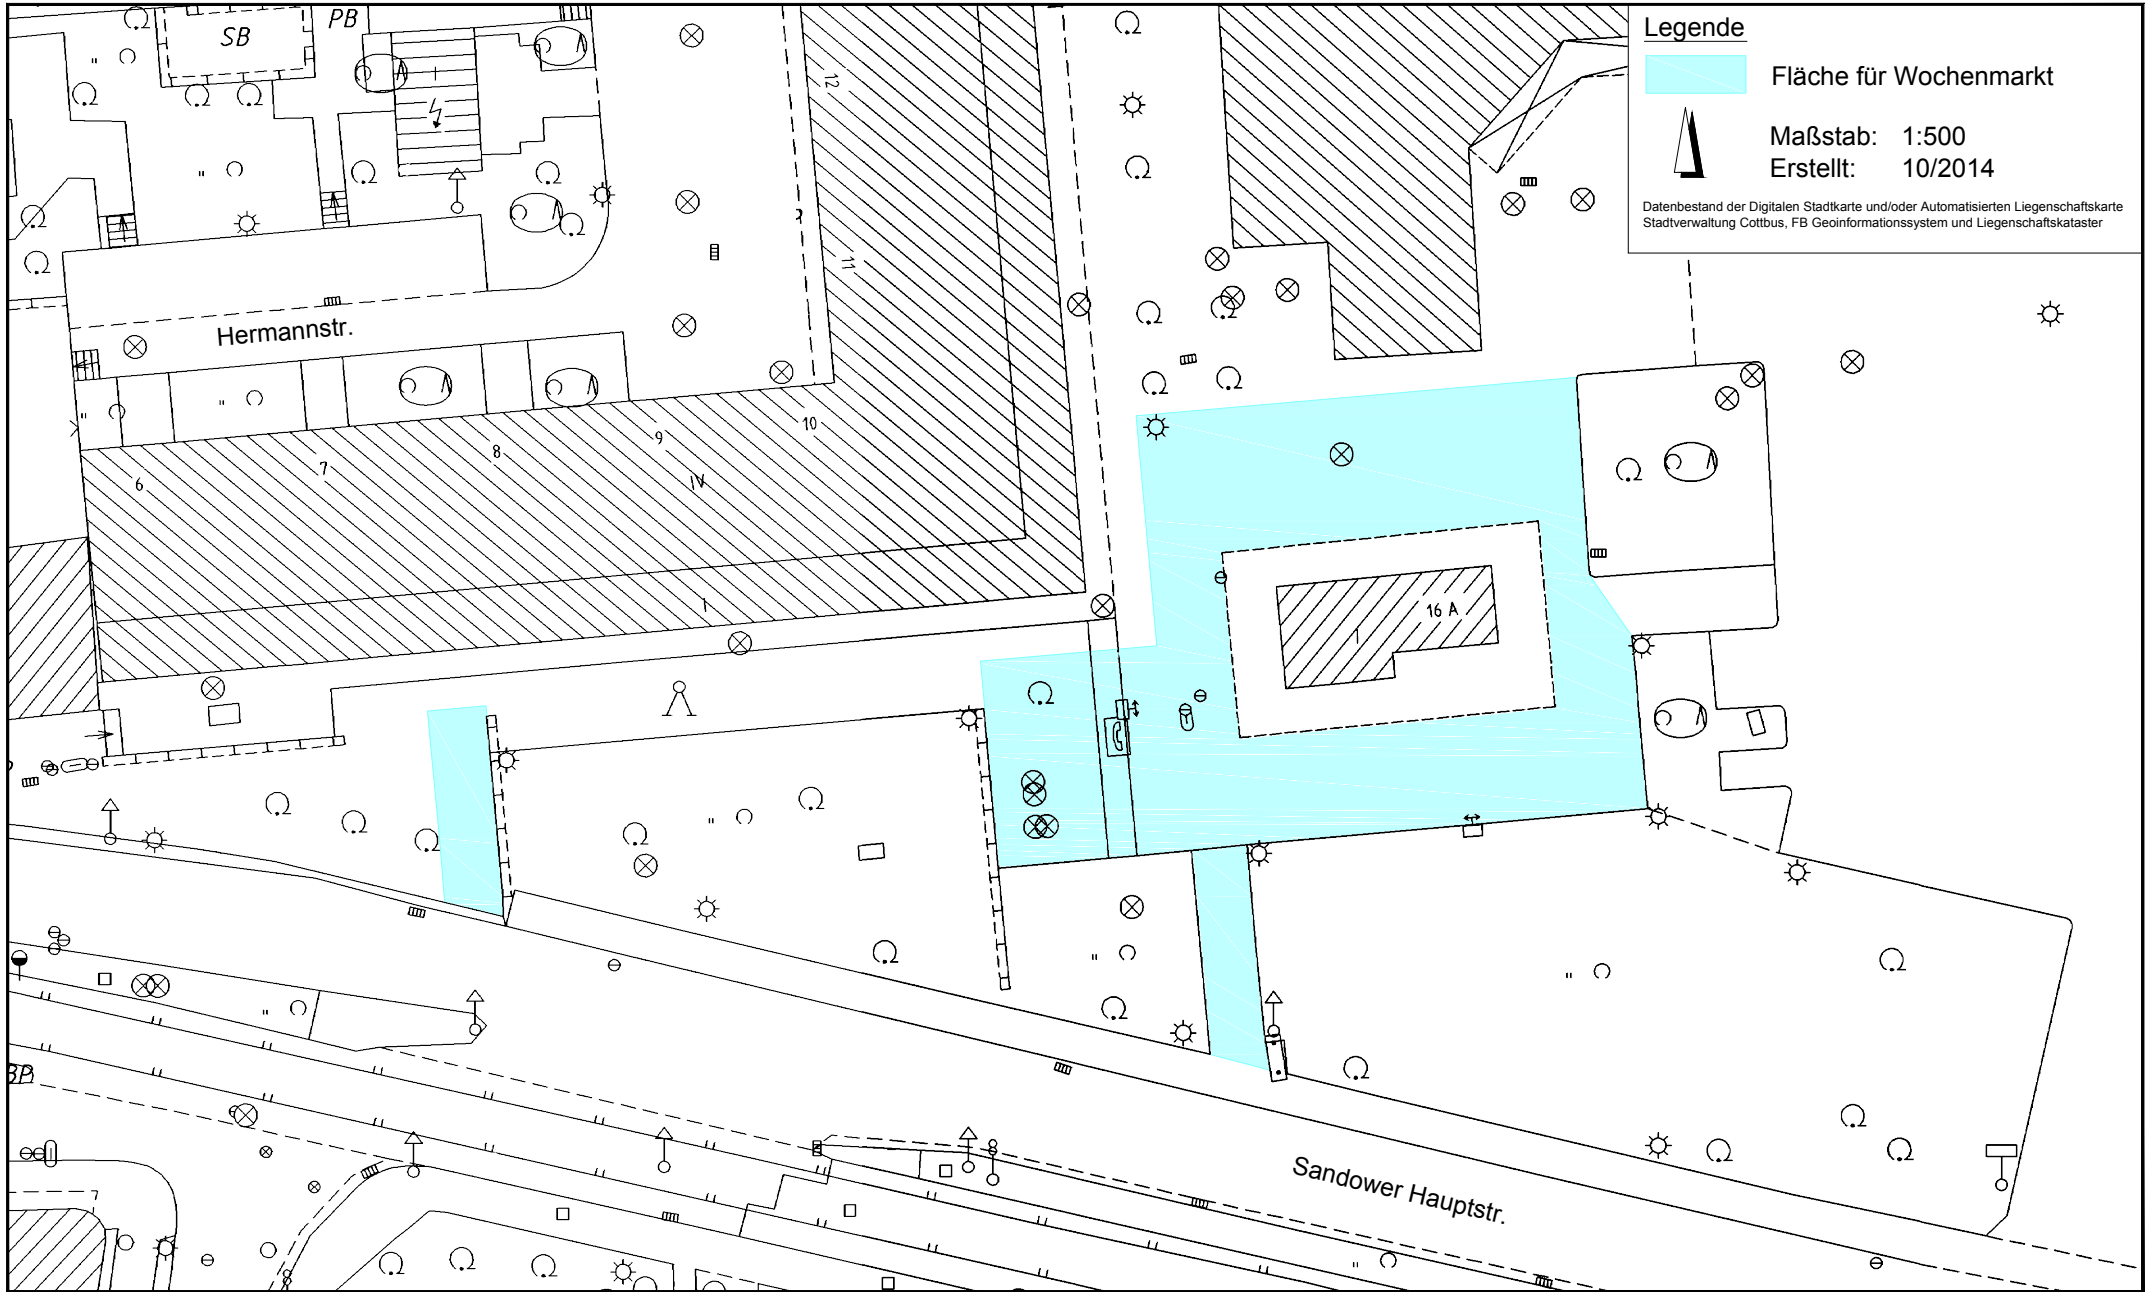 SB
PB
Legende
Fläche für Wochenmarkt
Maßstab: 1:500
Erstellt: 10/2014
Datenbestand der Digitalen Stadtkarte und/oder Automatisierten Liegenschaftskarte
Stadtverwaltung Cottbus, FB Geoinformationssystem und Liegenschaftskataster
12
11
Hermannstr.
10
9
8
7
6
IV
I
16 A
I
BP
Sandower Hauptstr.